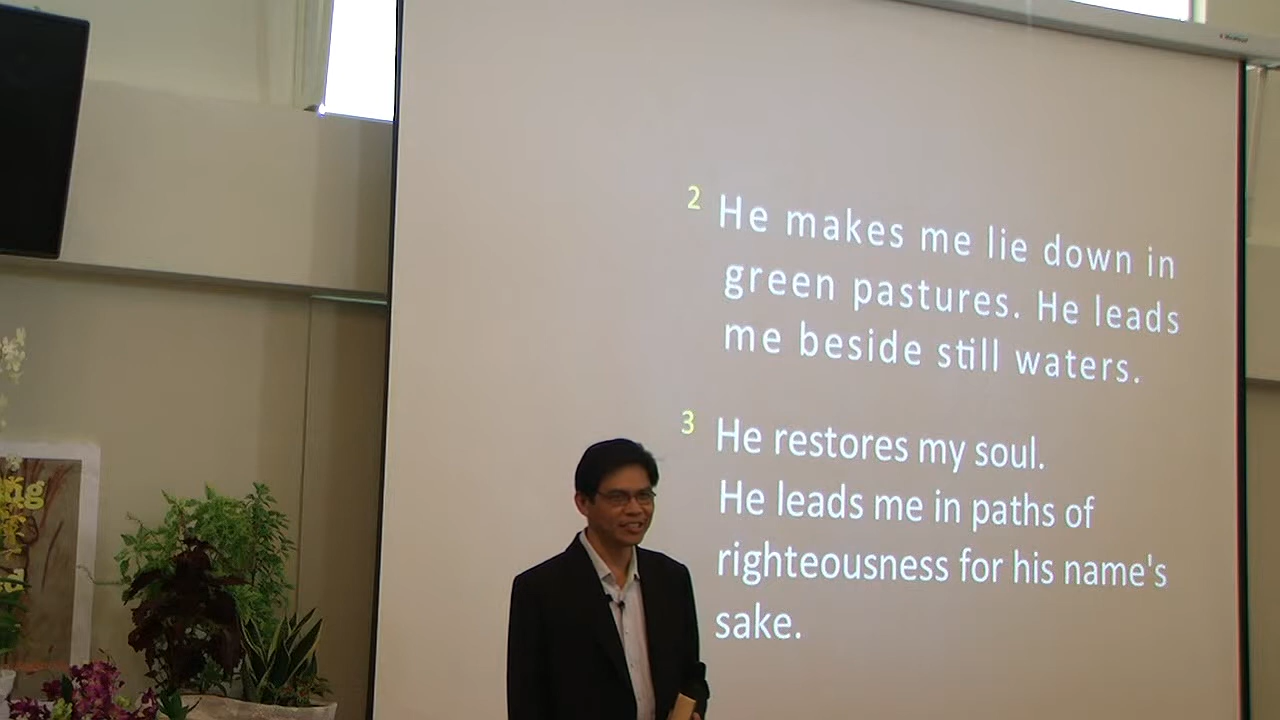 2 He makes me lie down in
green pastures. He leads
me beside still waters.
3 He restores my soul.
He leads me in paths of
righteousness for his name's
sake.